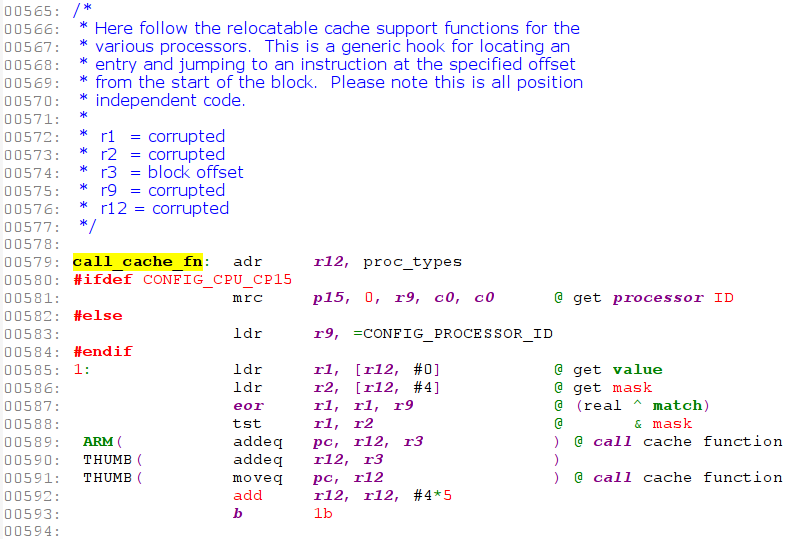 00565: /*
00566:  * Here follow the relocatable cache support functions for the
00567:  * various processors.  This is a generic hook for locating an
00568:  * entry and jumping to an instruction at the specified offset
00569:  * from the start of the block.  Please note this is all position
00570:  * independent code.
00571:  *
00572:  *  r1  = corrupted
00573:  *  r2  = corrupted
00574:  *  r3  = block offset
00575:  *  r9  = corrupted
00576:  *  r12 = corrupted
00577:  */
00578:
00579: call_cache_fn:   adr     r12, proc_types
00580: #ifdef CONFIG_CPU_CP15
00581:                  mrc     p15, 0, r9, c0, c0      @ get processor ID
00582: #else
00583:                  ldr     r9, =CONFIG_PROCESSOR_ID
00584: #endif
00585: 1:               ldr     r1, [r12, #0]           @ get value
00586:                  ldr     r2, [r12, #4]           @ get mask
00587:                  eor     r1, r1, r9              @ (real ^ match)
00588:                  tst     r1, r2                  @       & mask
00589:  ARM(            addeq   pc, r12, r3             ) @ call cache function
00590:  THUMB(          addeq   r12, r3                 )
00591:  THUMB(          moveq   pc, r12                 ) @ call cache function
00592:                  add     r12, r12, #4*5
00593:                  b       1b
00594: